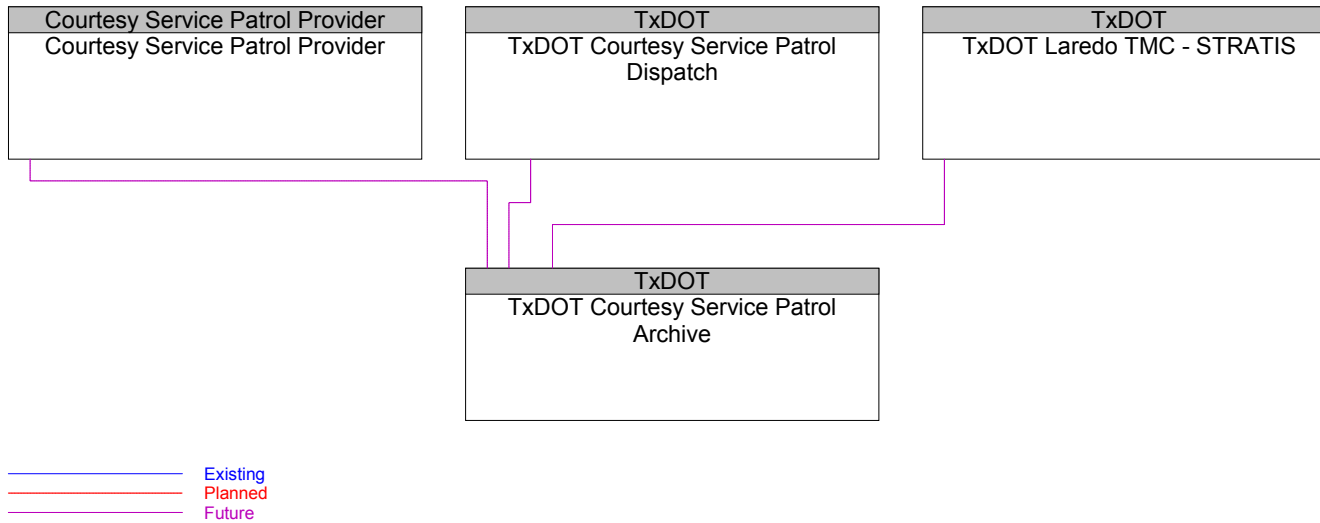 Courtesy Service Patrol Provider
Courtesy Service Patrol Provider
TxDOT
TxDOT Courtesy Service Patrol
Dispatch
TxDOT
TxDOT Laredo TMC - STRATIS
TxDOT
TxDOT Courtesy Service Patrol
Archive
Existing
Planned
Future